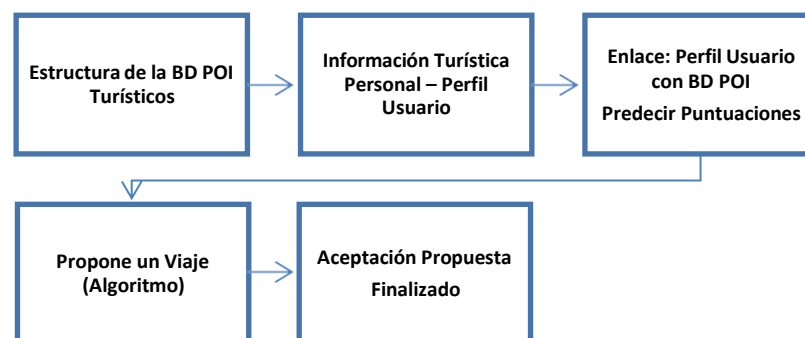 Estructura de la BD POI
Turísticos
Información Turística
Personal – Perfil
Usuario
Enlace: Perfil Usuario
con BD POI
Predecir Puntuaciones
Propone un Viaje
(Algoritmo)
Aceptación Propuesta
Finalizado